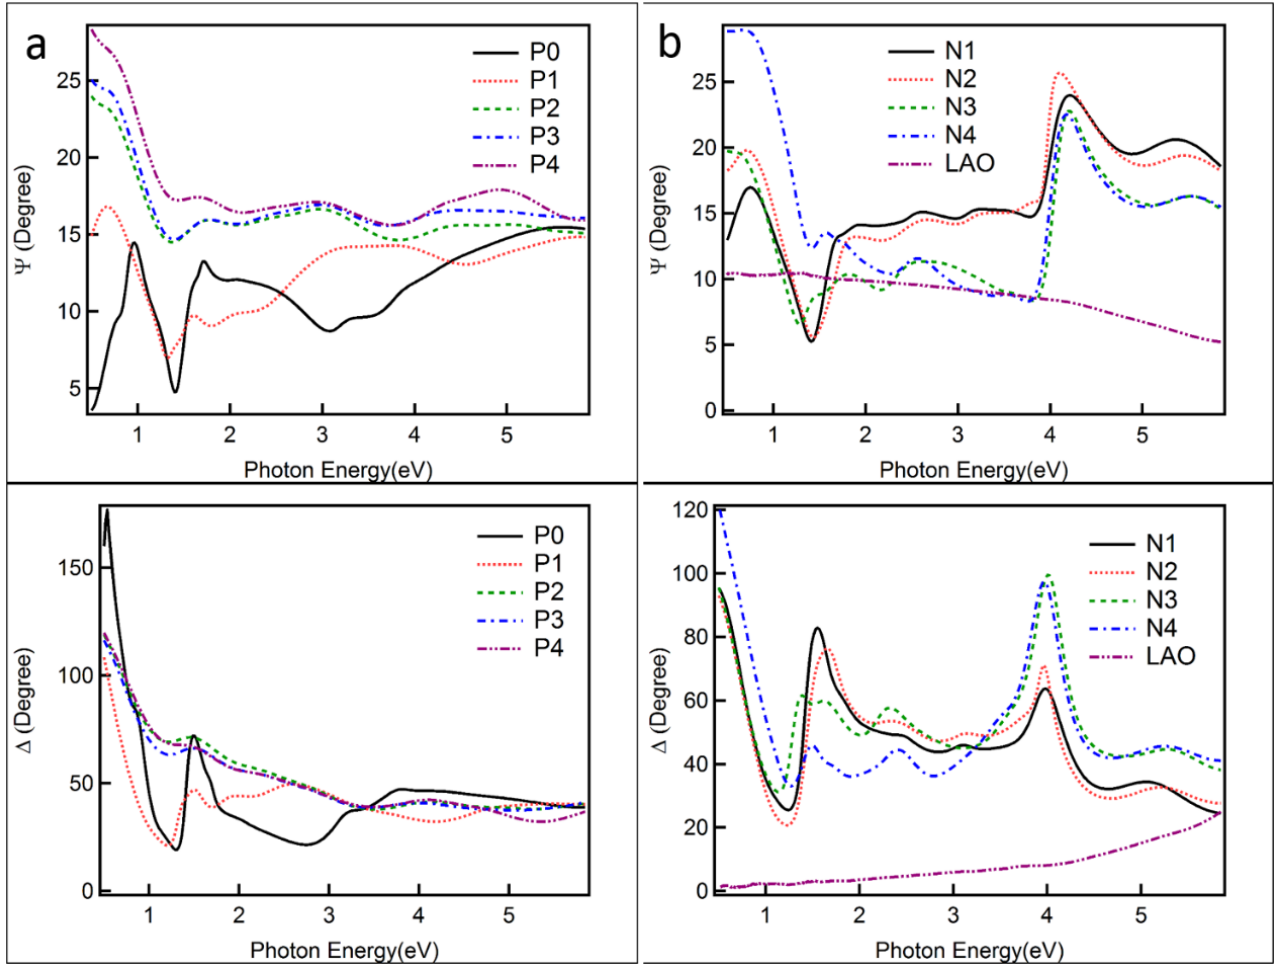 a
P0
P1
P2
P3
P4
25
20
15
10
5
Ψ (Degree)
1 2 3 4 5
Photon Energy(eV)
b
N1
N2
N3
N4
LAO
25
20
15
10
5
0
Ψ (Degree)
1 2 3 4 5
Photon Energy(eV)
P0
P1
P2
P3
P4
150
100
50
0
Δ (Degree)
1 2 3 4 5
Photon Energy(eV)
N1
N2
N3
N4
LAO
120
100
80
60
40
20
0
Δ (Degree)
1 2 3 4 5
Photon Energy(eV)